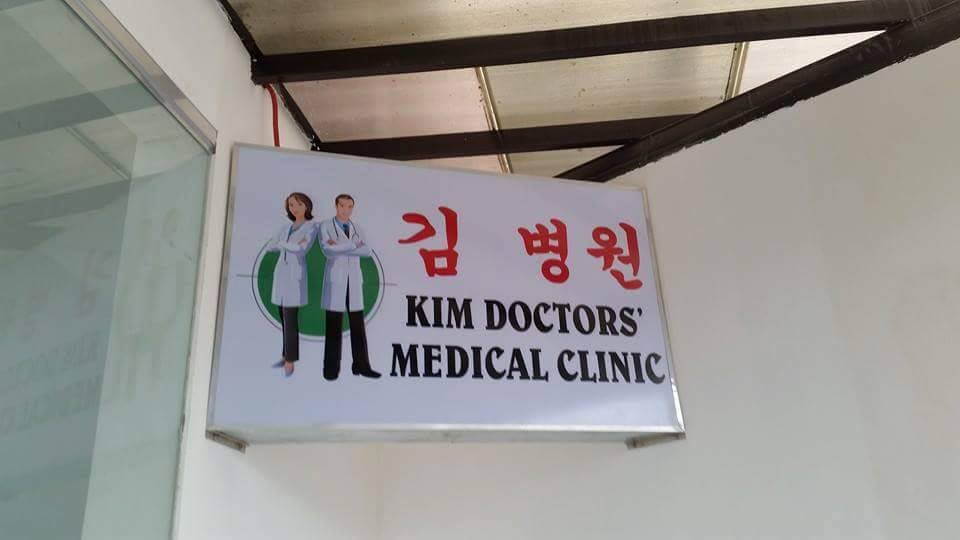 김 병원
KIM DOCTORS'
MEDICAL CLINIC